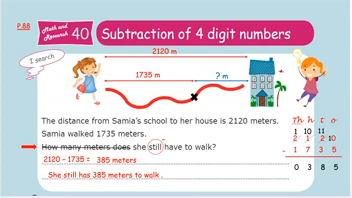 P.88
Math and Research 40 Subtraction of 4 digit numbers
I search
2120 m
1735 m
? m
The distance from Samia's school to her house is 2120 meters.
Samia walked 1735 meters.
How many meters does she still have to walk?
2120 – 1735 = 385 meters
She still has 385 meters to walk .
Th h t o
1 10 11
2 1 2 10
- 1 7 3 5
0 3 8 5